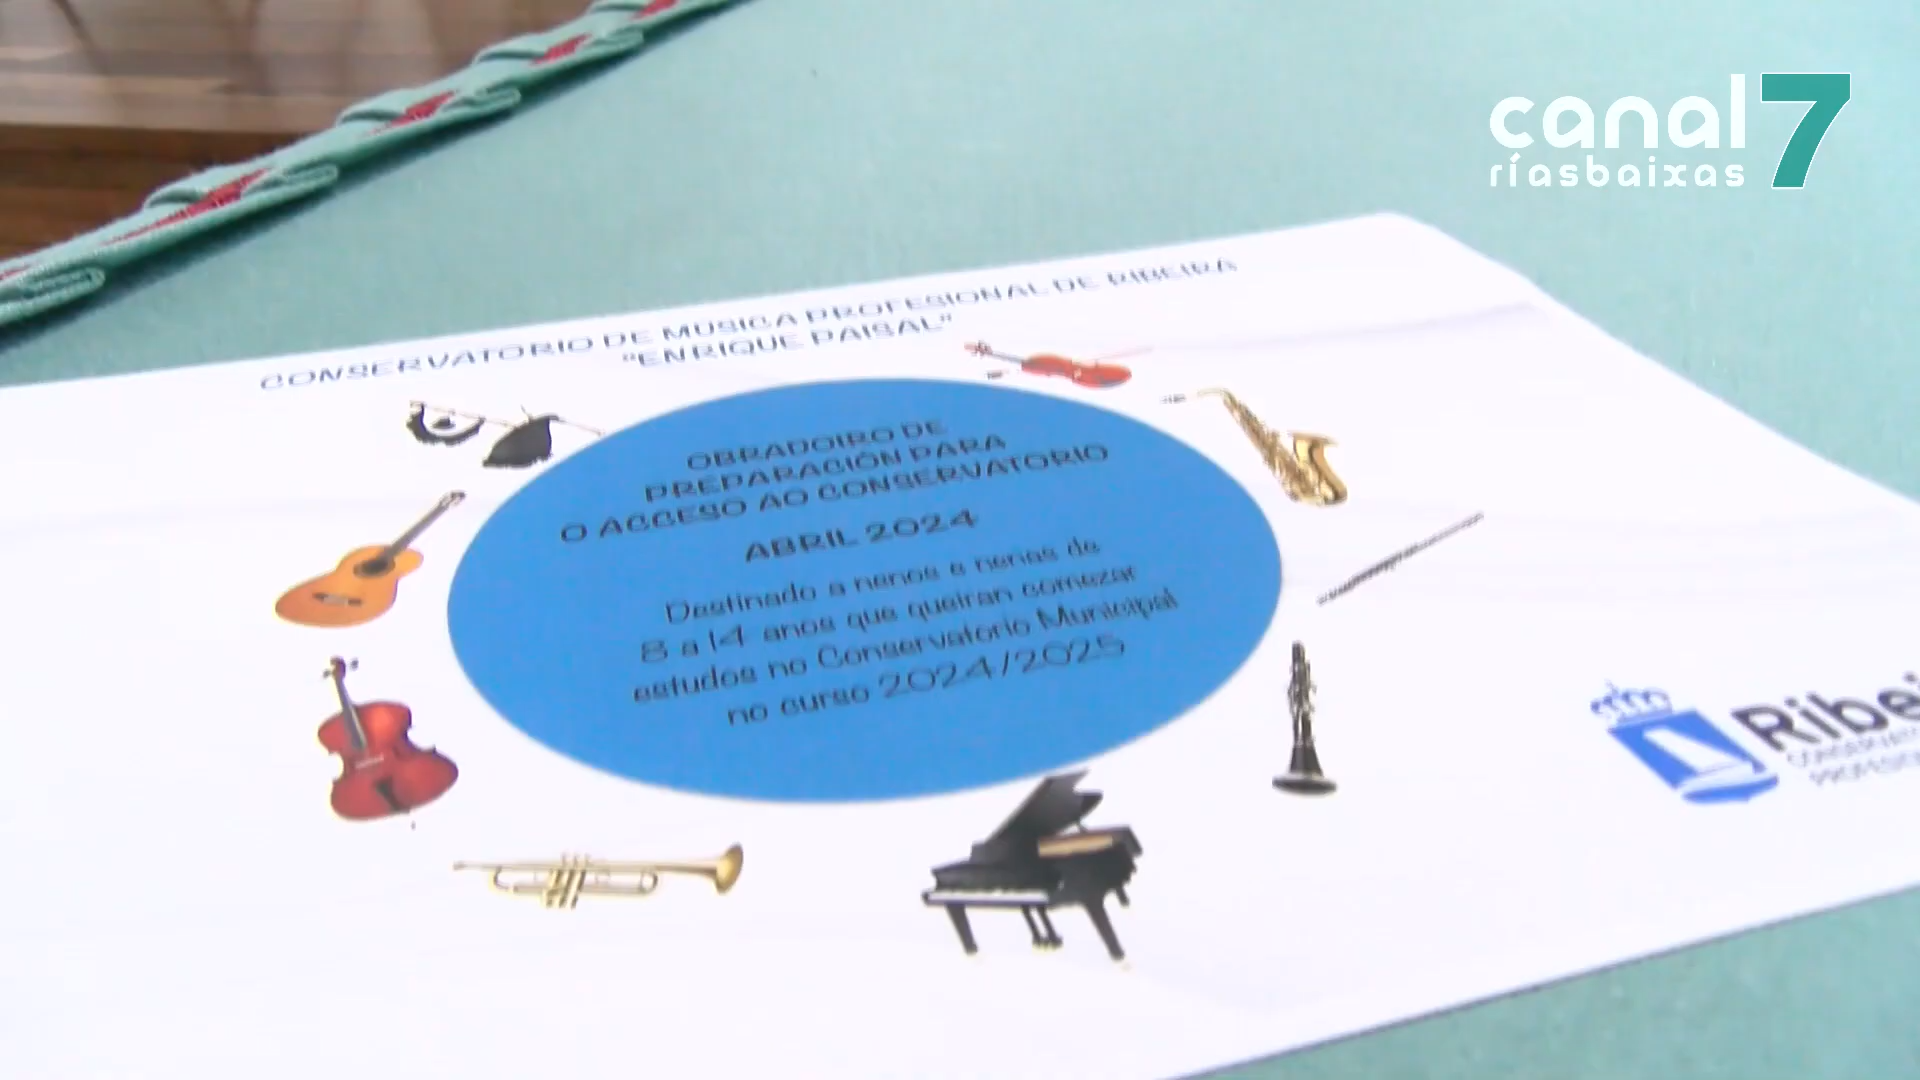 canal 7
ríasbaixas
CONSERVATORIO DE MÚSICA PROFESIONAL DE RIBEIRA
"ENRIQUE PAISAL"
OBRADOIRO DE
PREPARACIÓN PARA
O ACCESO AO CONSERVATORIO
ABRIL 2024
Destinado a nenos e nenas de
8 a 14 anos que queiran comezar
estudos no Conservatorio Municipal
no curso 2024/2025
Ribei
CONSERVATO
PROFESIO